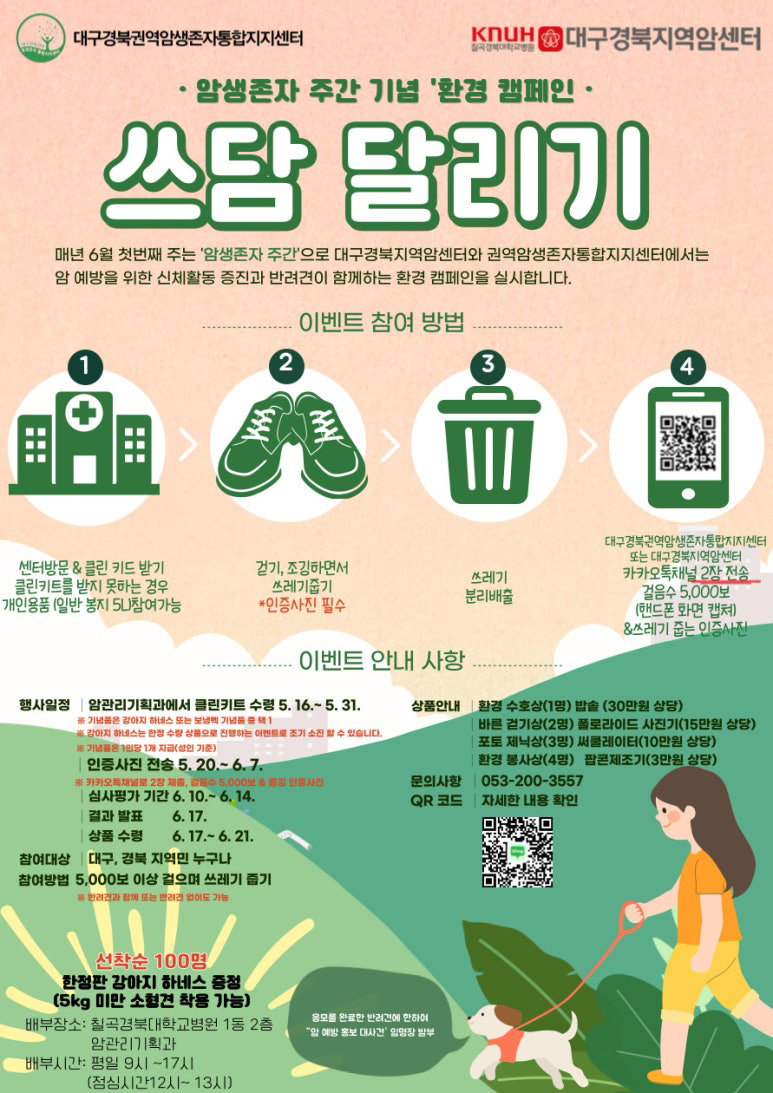 대구경북권역암생존자통합지지센터
KNUH 칠곡경북대학교병원 대구경북지역암센터
· 암생존자 주간 기념 '환경 캠페인 ·
쓰담 달리기
매년 6월 첫번째 주는 '암생존자 주간'으로 대구경북지역암센터와 권역암생존자통합지지센터에서는
암 예방을 위한 신체활동 증진과 반려견이 함께하는 환경 캠페인을 실시합니다.
이벤트 참여 방법
1
센터방문 & 클린 키드 받기
클린키트를 받지 못하는 경우
개인용품 (일반 봉지 5L)참여가능
2
걷기, 조깅하면서
쓰레기줍기
*인증사진 필수
3
쓰레기
분리배출
4
대구경북권역암생존자통합지지센터
또는 대구경북지역암센터
카카오톡채널 2장 전송
걸음수 5,000보
(핸드폰 화면 캡쳐)
&쓰레기 줍는 인증사진
이벤트 안내 사항
행사일정 | 암관리기획과에서 클린키트 수령 5. 16.~ 5. 31.
※ 기념품은 강아지 하네스 또는 보냉백 기념품 중 택 1
※ 강아지 하네스는 한정 수량 상품으로 진행하는 이벤트로 조기 소진 할 수 있습니다.
※ 기념품은 1인당 1개 지급(성인 기준)
| 인증사진 전송 5. 20.~ 6. 7.
※ 카카오톡채널로 2장 제출, 걸음수 5,000보 & 줍깅 인증사진
| 심사평가 기간 6. 10.~ 6. 14.
| 결과 발표 6. 17.
| 상품 수령 6. 17.~ 6. 21.
참여대상 | 대구, 경북 지역민 누구나
참여방법 5,000보 이상 걸으며 쓰레기 줍기
※ 반려견과 함께 또는 반려견 없이도 가능
상품안내 | 환경 수호상(1명) 밥솥 (30만원 상당)
바른 걷기상(2명) 폴로라이드 사진기(15만원 상당)
포토 제닉상(3명) 써큘레이터(10만원 상당)
환경 봉사상(4명) 팝콘제조기(3만원 상당)
문의사항 | 053-200-3557
QR 코드 | 자세한 내용 확인
선착순 100명
한정판 강아지 하네스 증정
(5kg 미만 소형견 착용 가능)
배부장소: 칠곡경북대학교병원 1동 2층
암관리기획과
배부시간: 평일 9시 ~17시
(점심시간12시~ 13시)
응모를 완료한 반려견에 한하여
"암 예방 홍보 대사견" 임명장 발부